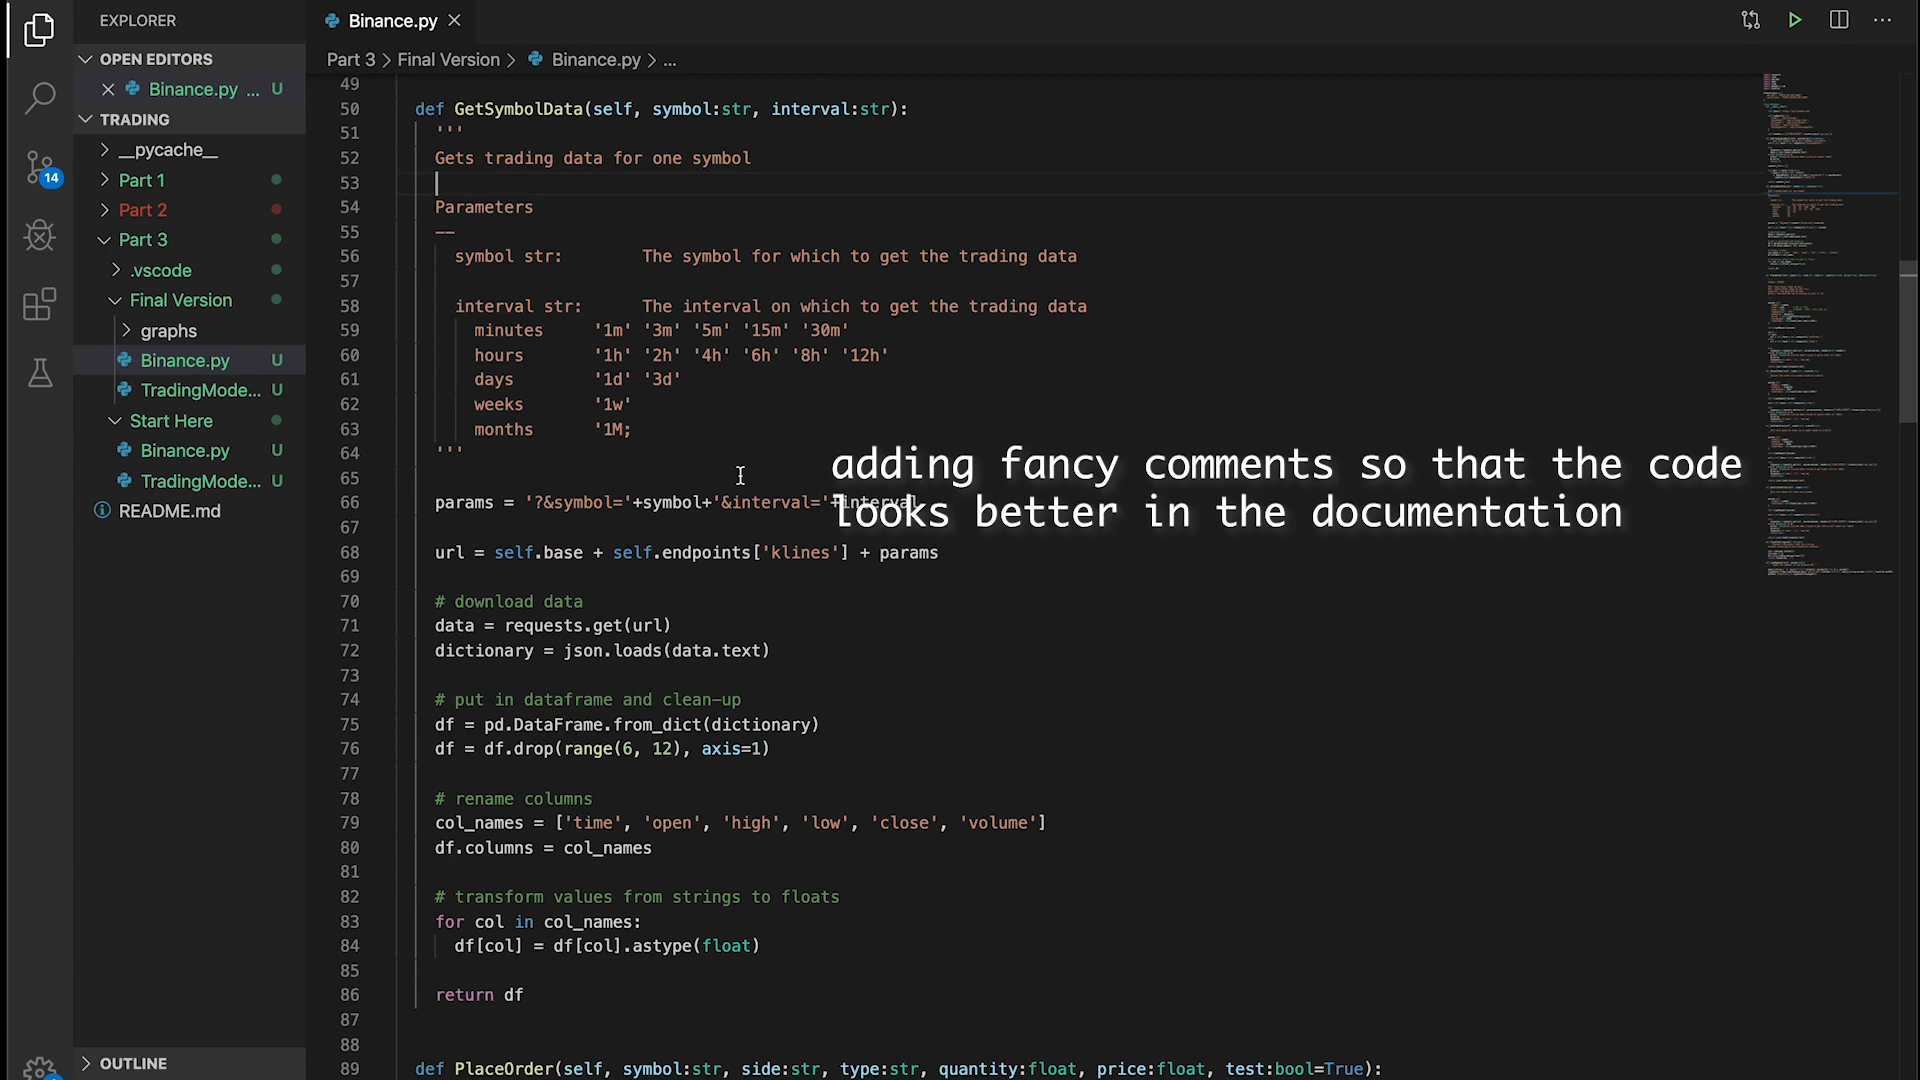 EXPLORER
OPEN EDITORS
Binance.py ... U
TRADING
__pycache__
Part 1
Part 2
Part 3
.vscode
Final Version
graphs
Binance.py U
TradingMode... U
Start Here
Binance.py U
TradingMode... U
README.md
OUTLINE
14
Binance.py
Part 3 > Final Version > Binance.py > ...
49
50 def GetSymbolData(self, symbol:str, interval:str):
51 '''
52 Gets trading data for one symbol
53
54 Parameters
55 --
56 symbol str: The symbol for which to get the trading data
57
58 interval str: The interval on which to get the trading data
59 minutes '1m' '3m' '5m' '15m' '30m'
60 hours '1h' '2h' '4h' '6h' '8h' '12h'
61 days '1d' '3d'
62 weeks '1w'
63 months '1M;
64 '''
65
66 params = '?&symbol='+symbol+'&interval='+interval
67
68 url = self.base + self.endpoints['klines'] + params
69
70 # download data
71 data = requests.get(url)
72 dictionary = json.loads(data.text)
73
74 # put in dataframe and clean-up
75 df = pd.DataFrame.from_dict(dictionary)
76 df = df.drop(range(6, 12), axis=1)
77
78 # rename columns
79 col_names = ['time', 'open', 'high', 'low', 'close', 'volume']
80 df.columns = col_names
81
82 # transform values from strings to floats
83 for col in col_names:
84 df[col] = df[col].astype(float)
85
86 return df
87
88
89 def PlaceOrder(self, symbol:str, side:str, type:str, quantity:float, price:float, test:bool=True):
adding fancy comments so that the code
looks better in the documentation